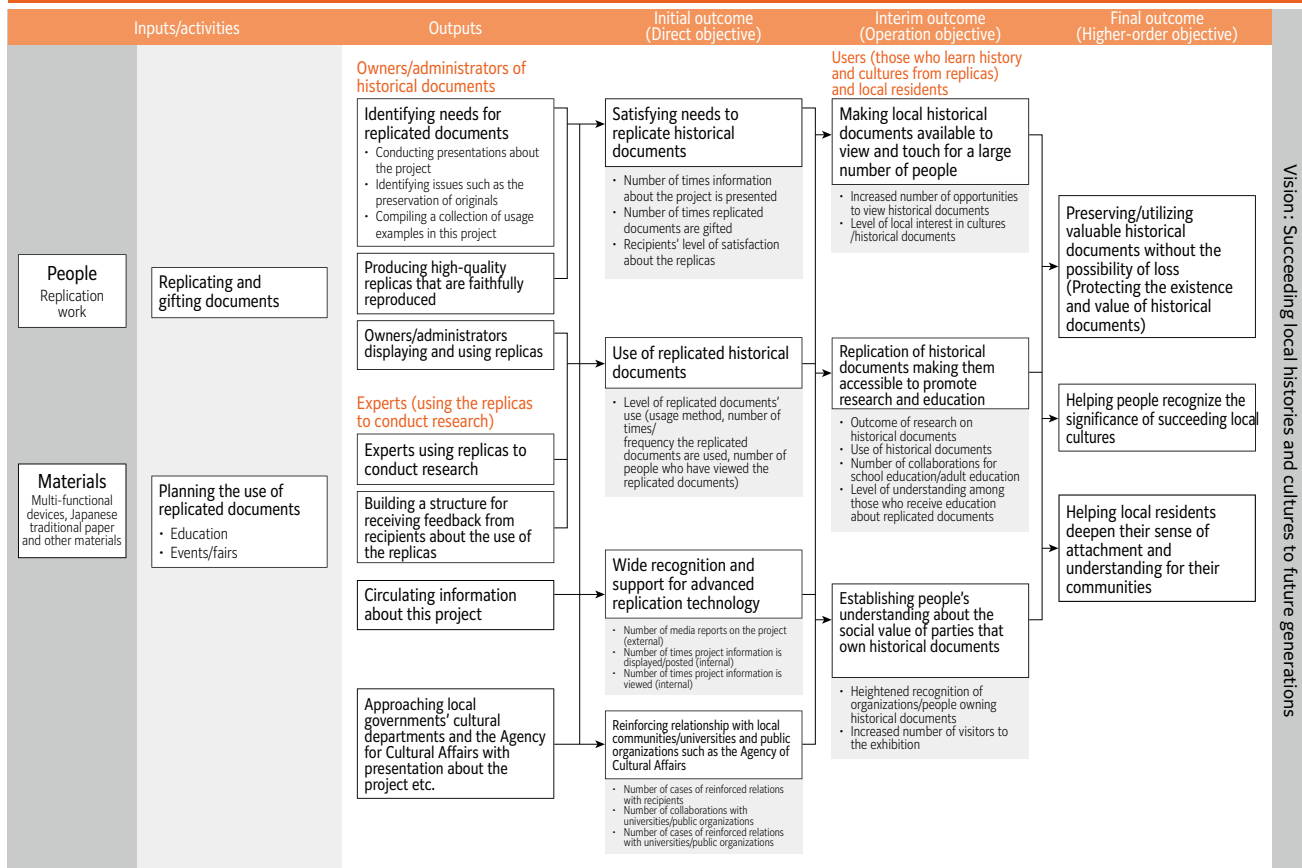 Inputs/activities
Outputs
Initial outcome
(Direct objective)
Interim outcome
(Operation objective)
Final outcome
(Higher-order objective)
People
Replication
work
Materials
Multi-functional
devices, Japanese
traditional paper
and other materials
Replicating and
gifting documents
Planning the use of
replicated documents
・ Education
・ Events/fairs
Owners/administrators of
historical documents
Identifying needs for
replicated documents
・ Conducting presentations about
the project
・ Identifying issues such as the
preservation of originals
・ Compiling a collection of usage
examples in this project
Producing high-quality
replicas that are faithfully
reproduced
Owners/administrators
displaying and using replicas
Experts (using the replicas
to conduct research)
Experts using replicas to
conduct research
Building a structure for
receiving feedback from
recipients about the use of
the replicas
Circulating information
about this project
Approaching local
governments' cultural
departments and the Agency
for Cultural Affairs with
presentation about the
project etc.
Satisfying needs to
replicate historical
documents
・ Number of times information
about the project is presented
・ Number of times replicated
documents are gifted
・ Recipients' level of satisfaction
about the replicas
Use of replicated historical
documents
・ Level of replicated documents'
use (usage method, number of
times/
frequency the replicated
documents are used, number of
people who have viewed the
replicated documents)
Wide recognition and
support for advanced
replication technology
・ Number of media reports on the project
(external)
・ Number of times project information is
displayed/posted (internal)
・ Number of times project information is
viewed (internal)
Reinforcing relationship with local
communities/universities and public
organizations such as the Agency of
Cultural Affairs
・ Number of cases of reinforced relations
with recipients
・ Number of collaborations with
universities/public organizations
・ Number of cases of reinforced relations
with universities/public organizations
Users (those who learn history
and cultures from replicas)
and local residents
Making local historical
documents available to
view and touch for a large
number of people
・ Increased number of opportunities
to view historical documents
・ Level of local interest in cultures
/historical documents
Replication of historical
documents making them
accessible to promote
research and education
・ Outcome of research on
historical documents
・ Use of historical documents
・ Number of collaborations for
school education/adult education
・ Level of understanding among
those who receive education
about replicated documents
Establishing people's
understanding about the
social value of parties that
own historical documents
・ Heightened recognition of
organizations/people owning
historical documents
・ Increased number of visitors to
the exhibition
Preserving/utilizing
valuable historical
documents without the
possibility of loss
(Protecting the existence
and value of historical
documents)
Helping people recognize the
significance of succeeding local
cultures
Helping local residents
deepen their sense of
attachment and
understanding for their
communities
Vision: Succeeding local histories and cultures to future generations